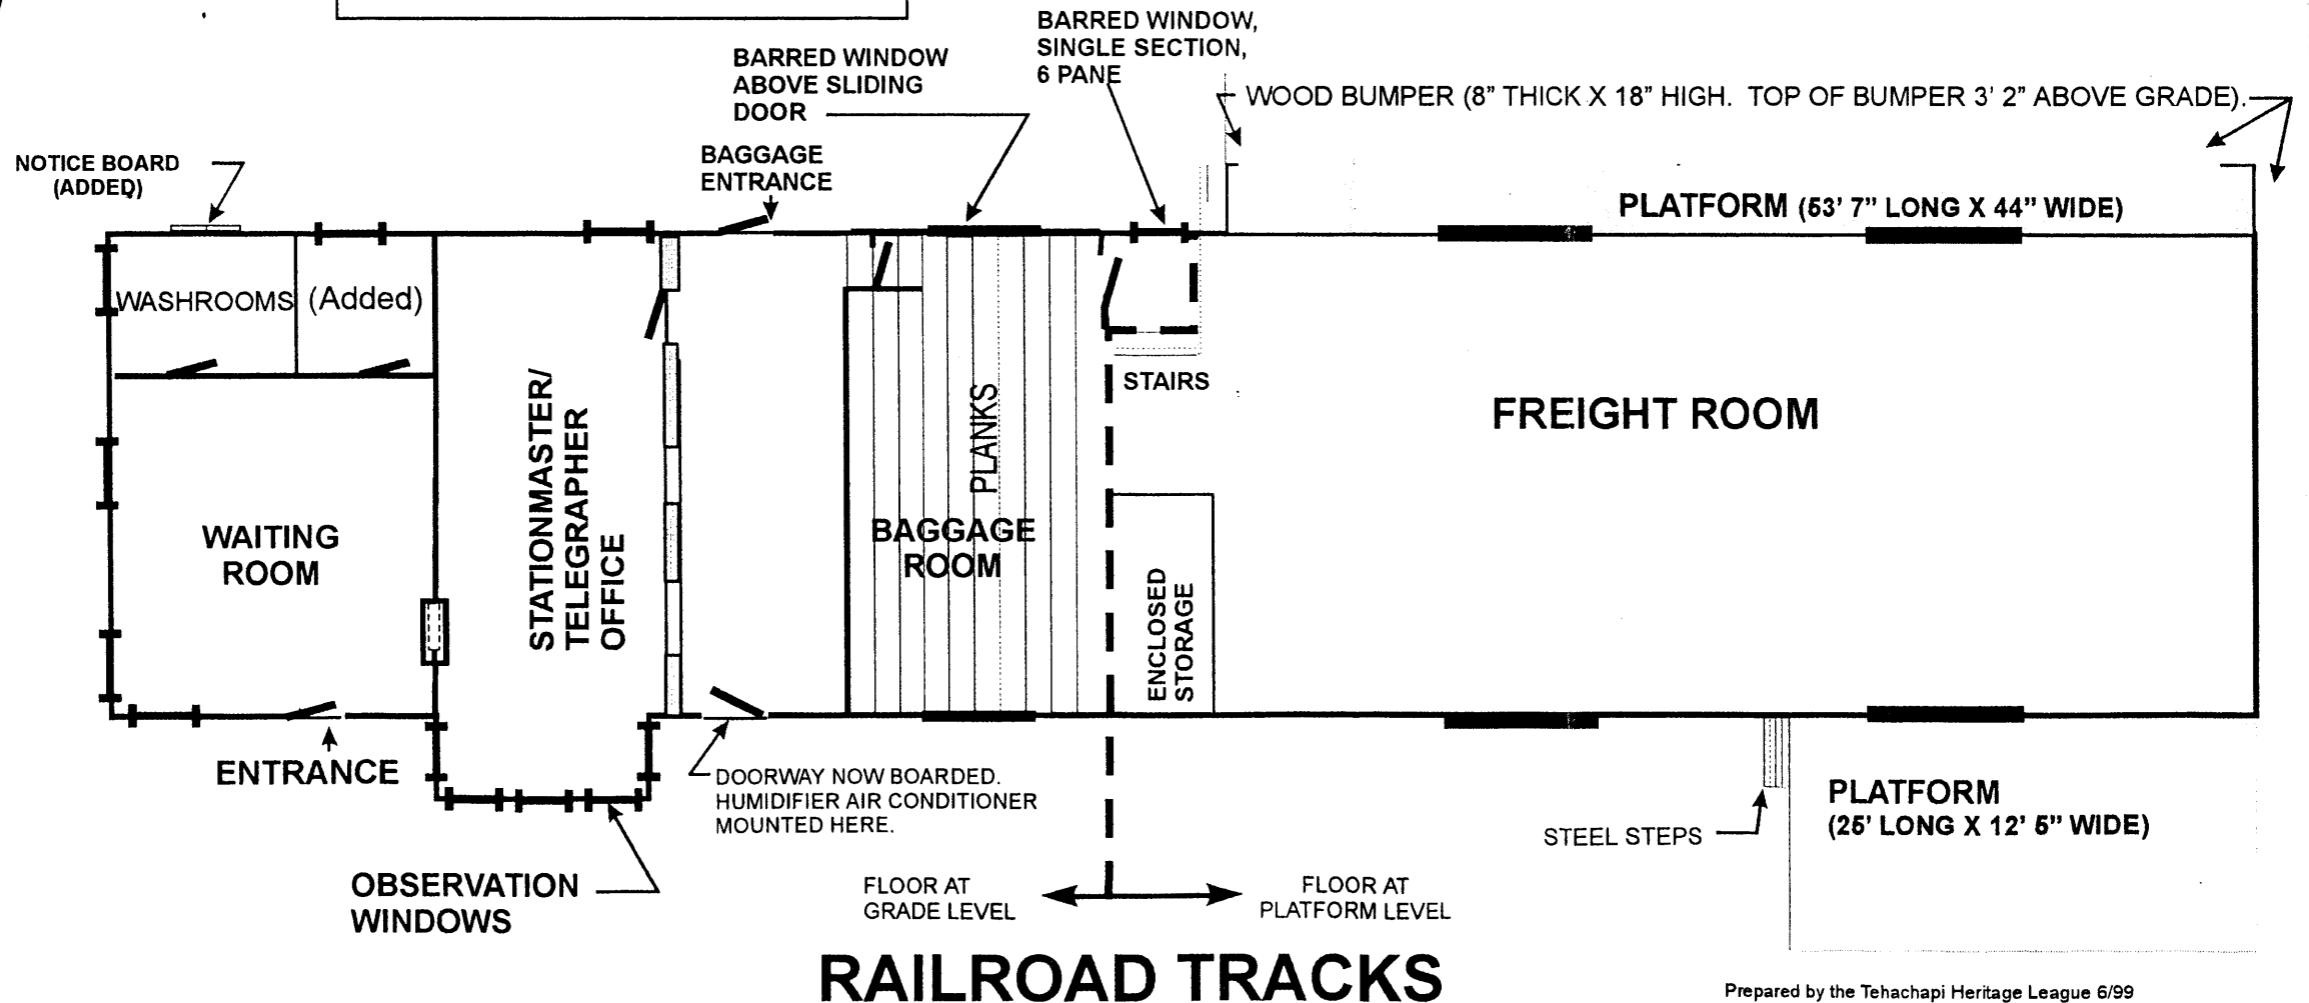 BARRED WINDOW,
SINGLE SECTION,
6 PANE
BARRED WINDOW
ABOVE SLIDING
DOOR
WOOD BUMPER (8” THICK X 18” HIGH.  TOP OF BUMPER 3’ 2” ABOVE GRADE).
NOTICE BOARD
(ADDED)
BAGGAGE
ENTRANCE
PLATFORM (53’ 7” LONG X 44” WIDE)
WASHROOMS
(Added)
STAIRS
FREIGHT ROOM
STATIONMASTER/
TELEGRAPHER
OFFICE
PLANKS
WAITING
ROOM
BAGGAGE
ROOM
ENCLOSED
STORAGE
ENTRANCE
DOORWAY NOW BOARDED.
HUMIDIFIER AIR CONDITIONER
MOUNTED HERE.
PLATFORM
(25’ LONG X 12’ 5” WIDE)
STEEL STEPS
OBSERVATION
WINDOWS
FLOOR AT
GRADE LEVEL
FLOOR AT
PLATFORM LEVEL
RAILROAD TRACKS
Prepared by the Tehachapi Heritage League 6/99